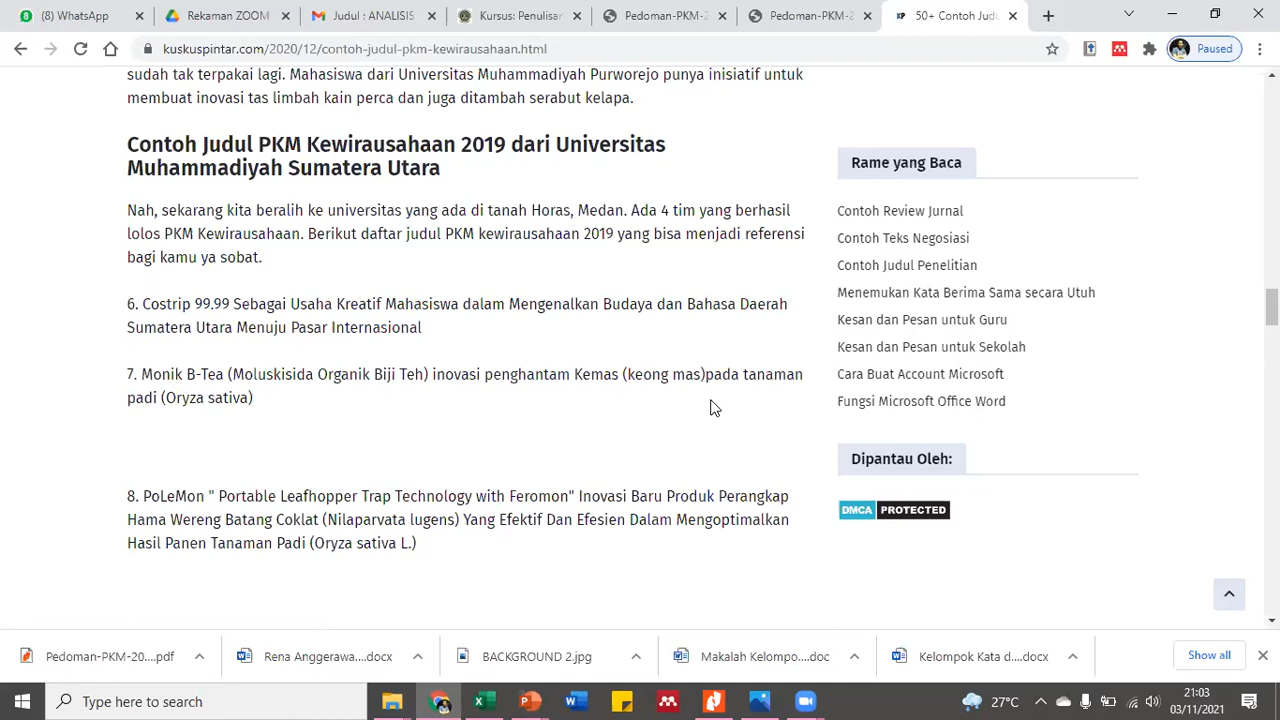 (8) WhatsApp
Rekaman ZOOM
Judul : ANALISIS
Kursus: Penulisan
Pedoman-PKM-2
Pedoman-PKM-2
50+ Contoh Judu
kuskuspintar.com/2020/12/contoh-judul-pkm-kewirausahaan.html
Paused
sudah tak terpakai lagi. Mahasiswa dari Universitas Muhammadiyah Purworejo punya inisiatif untuk
membuat inovasi tas limbah kain perca dan juga ditambah serabut kelapa.
Contoh Judul PKM Kewirausahaan 2019 dari Universitas
Muhammadiyah Sumatera Utara
Nah, sekarang kita beralih ke universitas yang ada di tanah Horas, Medan. Ada 4 tim yang berhasil
lolos PKM Kewirausahaan. Berikut daftar judul PKM kewirausahaan 2019 yang bisa menjadi referensi
bagi kamu ya sobat.
6. Costrip 99.99 Sebagai Usaha Kreatif Mahasiswa dalam Mengenalkan Budaya dan Bahasa Daerah
Sumatera Utara Menuju Pasar Internasional
7. Monik B-Tea (Moluskisida Organik Biji Teh) inovasi penghantam Kemas (keong mas)pada tanaman
padi (Oryza sativa)
8. PoLeMon " Portable Leafhopper Trap Technology with Feromon" Inovasi Baru Produk Perangkap
Hama Wereng Batang Coklat (Nilaparvata lugens) Yang Efektif Dan Efesien Dalam Mengoptimalkan
Hasil Panen Tanaman Padi (Oryza sativa L.)
Rame yang Baca
Contoh Review Jurnal
Contoh Teks Negosiasi
Contoh Judul Penelitian
Menemukan Kata Berima Sama secara Utuh
Kesan dan Pesan untuk Guru
Kesan dan Pesan untuk Sekolah
Cara Buat Account Microsoft
Fungsi Microsoft Office Word
Dipantau Oleh:
DMCA PROTECTED
Pedoman-PKM-20....pdf
Rena Anggerawa....docx
BACKGROUND 2.jpg
Makalah Kelompo....doc
Kelompok Kata d....docx
Show all
Type here to search
27°C
21:03
03/11/2021